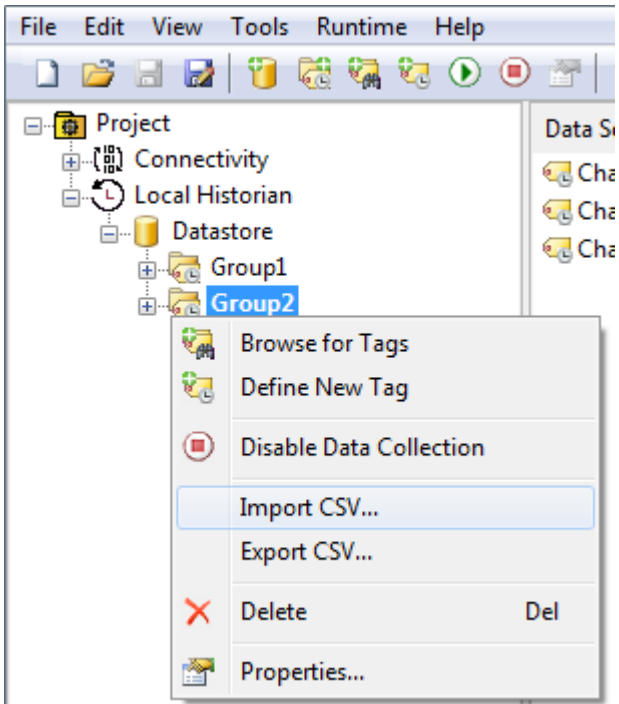 File Edit View Tools Runtime Help
Project
Connectivity
Local Historian
Datastore
Group1
Group2
Data
Browse for Tags
Define New Tag
Disable Data Collection
Import CSV...
Export CSV...
Delete Del
Properties...